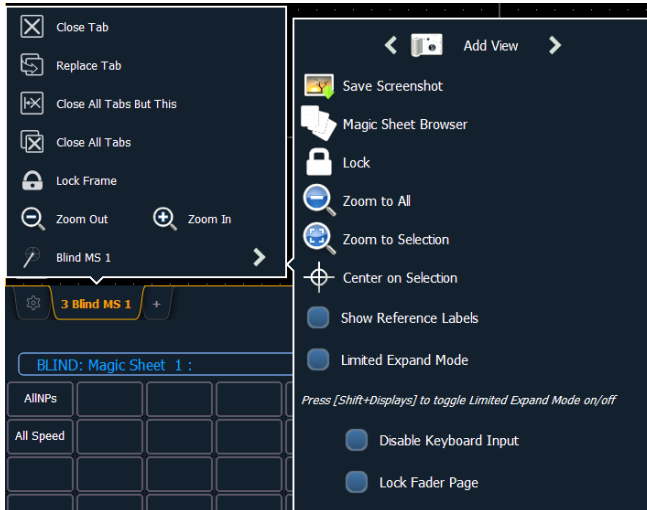 Close Tab
Replace Tab
Close All Tabs But This
Close All Tabs
Lock Frame
Zoom Out
Zoom In
Blind MS 1
Add View
Save Screenshot
Magic Sheet Browser
Lock
Zoom to All
Zoom to Selection
Center on Selection
Show Reference Labels
Limited Expand Mode
Press [Shift+Displays] to toggle Limited Expand Mode on/off
Disable Keyboard Input
Lock Fader Page
3 Blind MS 1
+
BLIND: Magic Sheet 1 :
AllNPs
All Speed